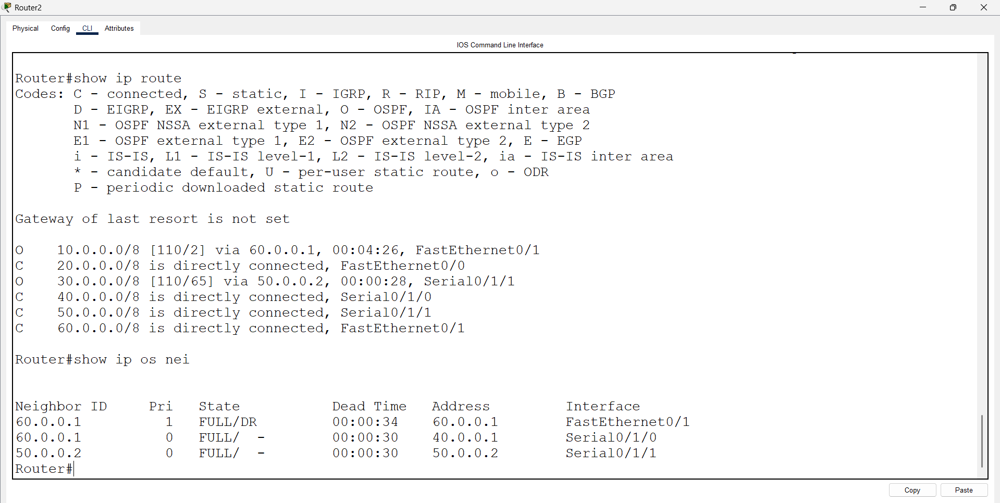 Router2
Physical Config CLI Attributes
IOS Command Line Interface
Router#show ip route
Codes: C - connected, S - static, I - IGRP, R - RIP, M - mobile, B - BGP
       D - EIGRP, EX - EIGRP external, O - OSPF, IA - OSPF inter area
       N1 - OSPF NSSA external type 1, N2 - OSPF NSSA external type 2
       E1 - OSPF external type 1, E2 - OSPF external type 2, E - EGP
       i - IS-IS, L1 - IS-IS level-1, L2 - IS-IS level-2, ia - IS-IS inter area
       * - candidate default, U - per-user static route, o - ODR
       P - periodic downloaded static route
Gateway of last resort is not set
O    10.0.0.0/8 [110/2] via 60.0.0.1, 00:04:26, FastEthernet0/1
C    20.0.0.0/8 is directly connected, FastEthernet0/0
O    30.0.0.0/8 [110/65] via 50.0.0.2, 00:00:28, Serial0/1/1
C    40.0.0.0/8 is directly connected, Serial0/1/0
C    50.0.0.0/8 is directly connected, Serial0/1/1
C    60.0.0.0/8 is directly connected, FastEthernet0/1
Router#show ip os nei
Neighbor ID     Pri   State           Dead Time   Address         Interface
60.0.0.1          1   FULL/DR         00:00:34    60.0.0.1        FastEthernet0/1
60.0.0.1          0   FULL/  -        00:00:30    40.0.0.1        Serial0/1/0
50.0.0.2          0   FULL/  -        00:00:30    50.0.0.2        Serial0/1/1
Router#
Copy Paste